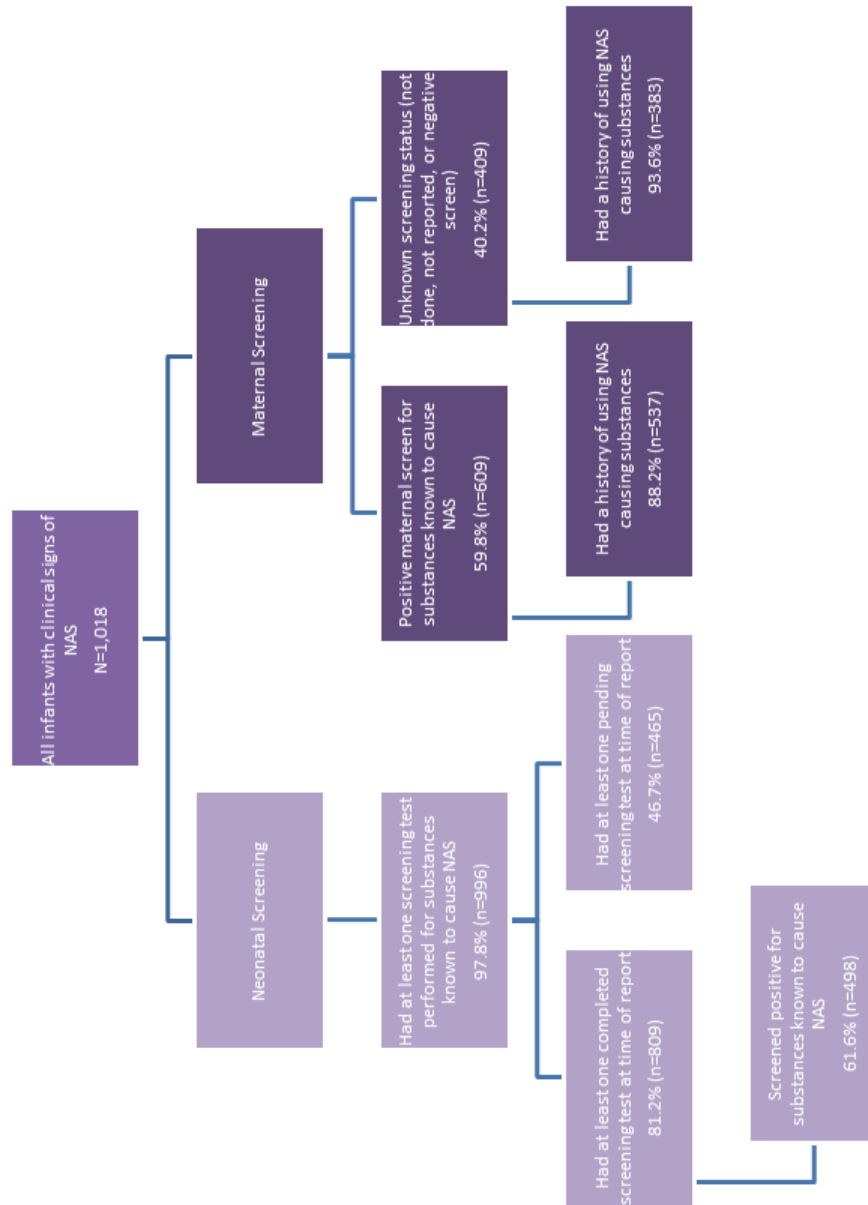 All infants with clinical signs of
NAS
N=1,018
Neonatal Screening
Maternal Screening
Had at least one screening test
performed for substances
known to cause NAS
97.8% (n=996)
Positive maternal screen for
substances known to cause
NAS
59.8% (n=609)
Unknown screening status (not
done, not reported, or negative
screen)
40.2% (n=409)
Had at least one completed
screening test at time of report
81.2% (n=809)
Had at least one pending
screening test at time of report
46.7% (n=465)
Had a history of using NAS
causing substances
88.2% (n=537)
Had a history of using NAS
causing substances
93.6% (n=383)
Screened positive for
substances known to cause
NAS
61.6% (n=498)